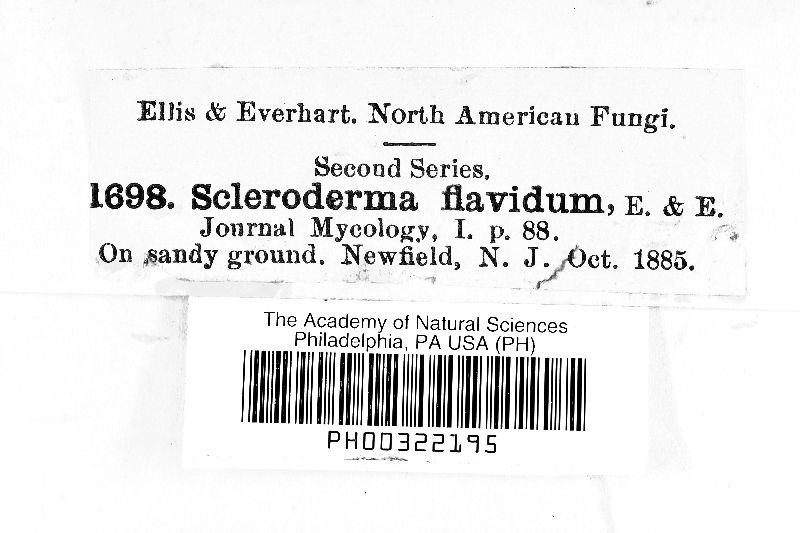 Ellis & Everhart. North American Fungi.
Second Series.
1698. Scleroderma flavidum, E. & E.
Journal Mycology, I. p. 88.
On sandy ground. Newfield, N. J. Oct. 1885.
The Academy of Natural Sciences
Philadelphia, PA USA (PH)
PH00322195